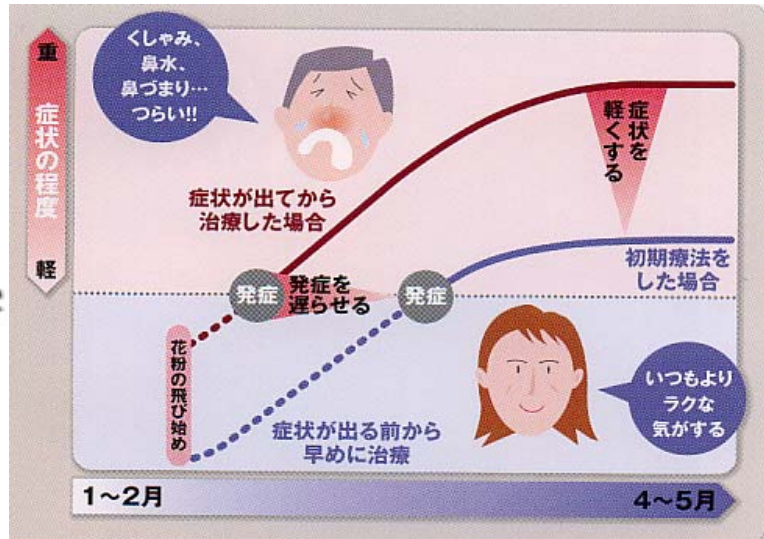 重
症状の程度
軽
くしゃみ、
鼻水、
鼻づまり…
つらい!!
症状が出てから
治療した場合
症状を
軽くする
発症
発症を
遅らせる
発症
初期療法を
した場合
花粉の飛び始め
症状が出る前から
早めに治療
いつもより
ラクな
気がする
1〜2月
4〜5月